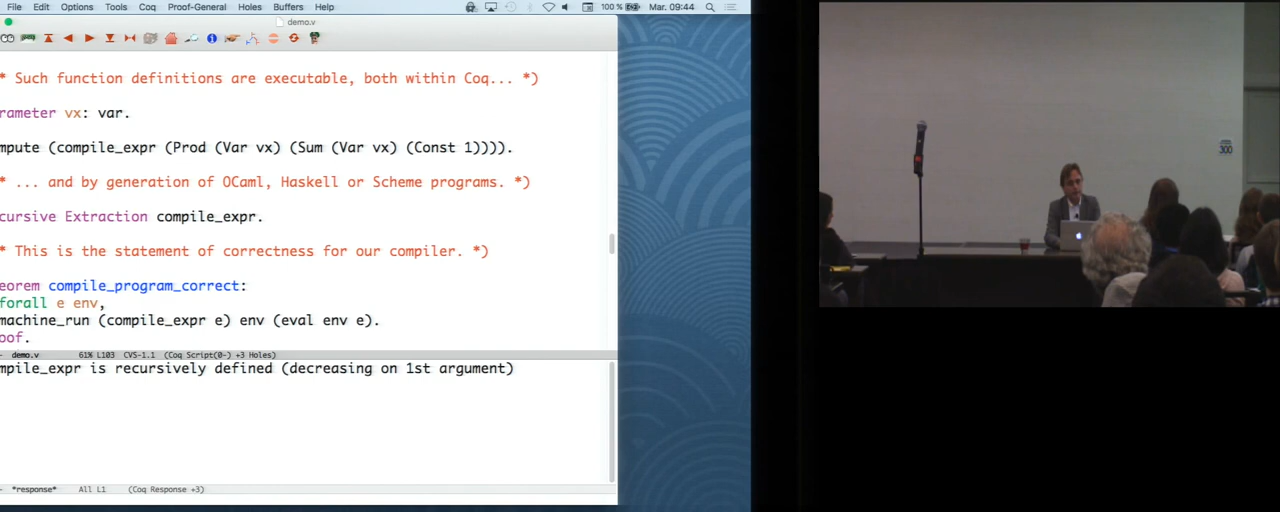 File Edit Options Tools Coq Proof-General Holes Buffers Help 100 % Mar. 09:44
demo.v
* Such function definitions are executable, both within Coq... *)
rameter vx: var.
mpute (compile_expr (Prod (Var vx) (Sum (Var vx) (Const 1)))).
* ... and by generation of OCaml, Haskell or Scheme programs. *)
cursive Extraction compile_expr.
* This is the statement of correctness for our compiler. *)
eorem compile_program_correct:
forall e env,
machine_run (compile_expr e) env (eval env e).
oof.
- demo.v 61% L103 CVS-1.1 (Coq Script(0-) +3 Holes)
mpile_expr is recursively defined (decreasing on 1st argument)
- *response* All L1 (Coq Response +3)
300